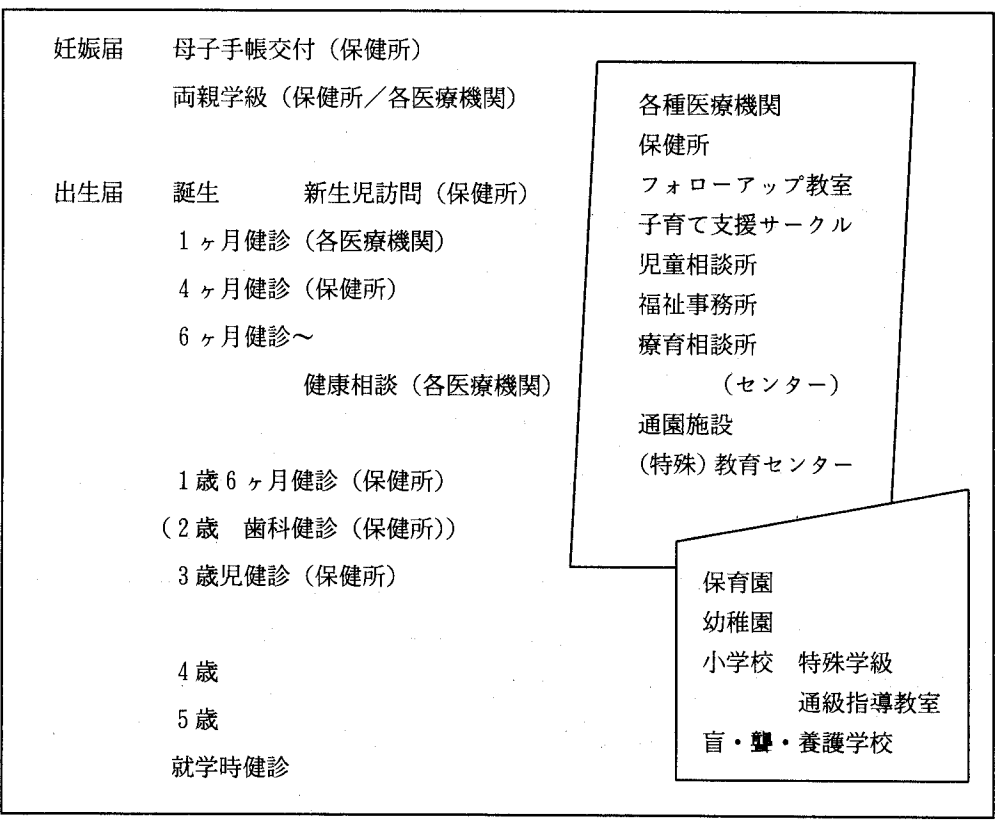 妊娠届　母子手帳交付（保健所）
両親学級（保健所／各医療機関）
出生届　誕生　新生児訪問（保健所）
1ヶ月健診（各医療機関）
4ヶ月健診（保健所）
6ヶ月健診～
健康相談（各医療機関）
1歳6ヶ月健診（保健所）
（2歳　歯科健診（保健所））
3歳児健診（保健所）
4歳
5歳
就学時健診
各種医療機関
保健所
フォローアップ教室
子育て支援サークル
児童相談所
福祉事務所
療育相談所
（センター）
通園施設
(特殊) 教育センター
保育園
幼稚園
小学校　特殊学級
通級指導教室
盲・聾・養護学校